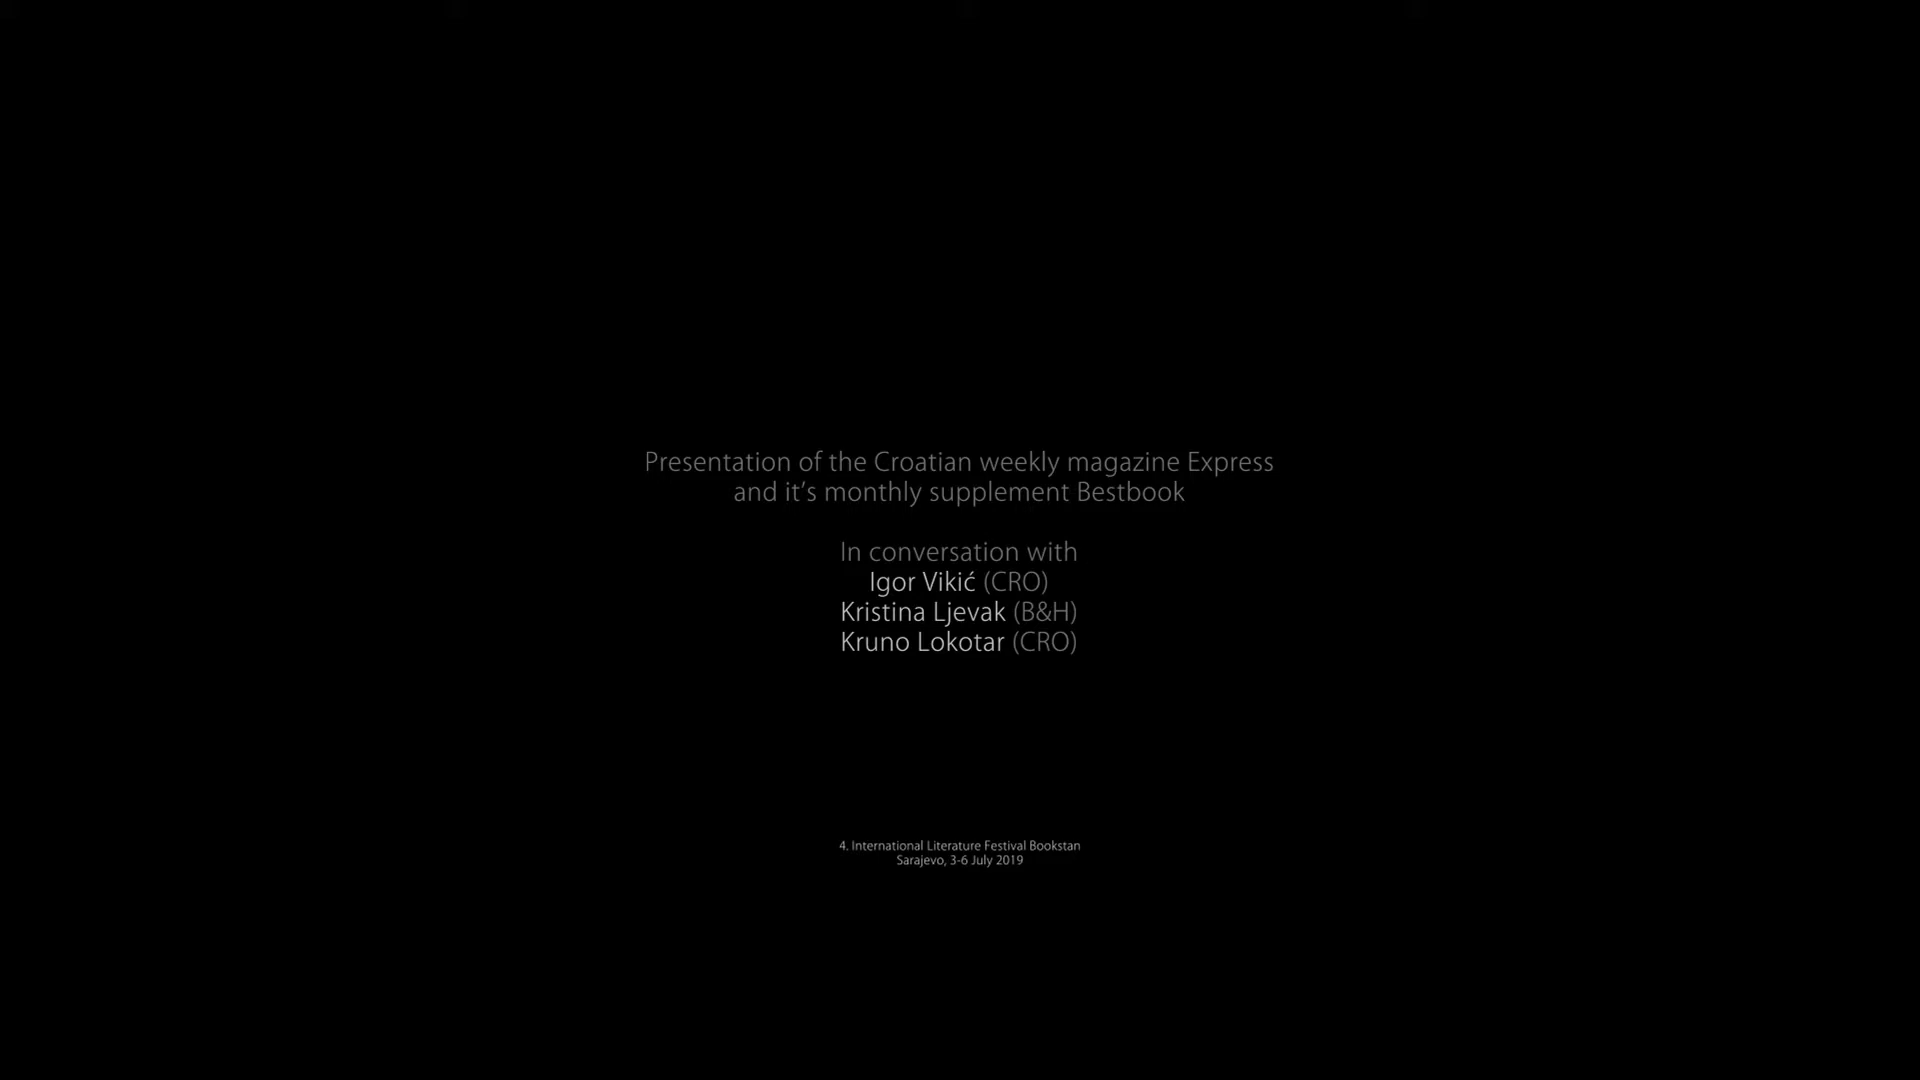 Presentation of the Croatian weekly magazine Express
and it’s monthly supplement Bestbook
In conversation with
Igor Vikić (CRO)
Kristina Ljevak (B&H)
Kruno Lokotar (CRO)
4. International Literature Festival Bookstan
Sarajevo, 3-6 July 2019